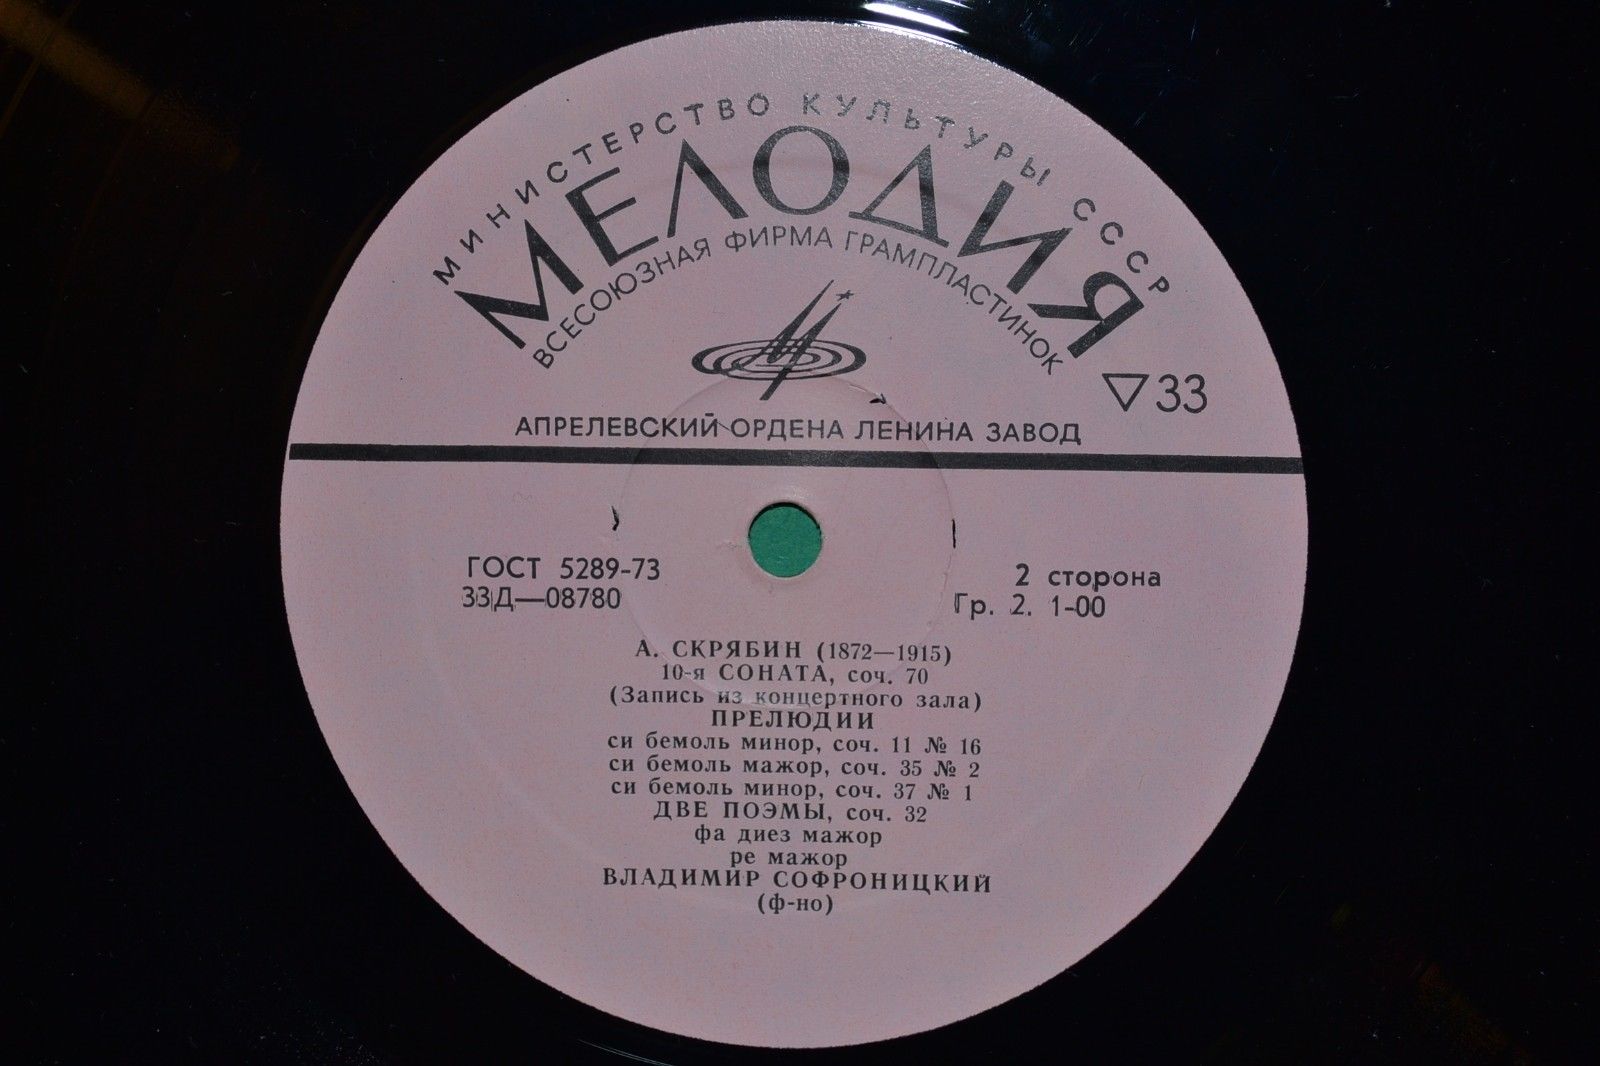 МИНИСТЕРСТВО КУЛЬТУРЫ СССР
МЕЛОДИЯ
ВСЕСОЮЗНАЯ ФИРМА ГРАМПЛАСТИНОК
▽33
АПРЕЛЕВСКИЙ ОРДЕНА ЛЕНИНА ЗАВОД
ГОСТ 5289-73
33Д—08780
2 сторона
Гр. 2. 1-00
А. СКРЯБИН (1872—1915)
10-я СОНАТА, соч. 70
(Запись из концертного зала)
ПРЕЛЮДИИ
си бемоль минор, соч. 11 № 16
си бемоль мажор, соч. 35 № 2
си бемоль минор, соч. 37 № 1
ДВЕ ПОЭМЫ, соч. 32
фа диез мажор
ре мажор
ВЛАДИМИР СОФРОНИЦКИЙ
(ф-но)